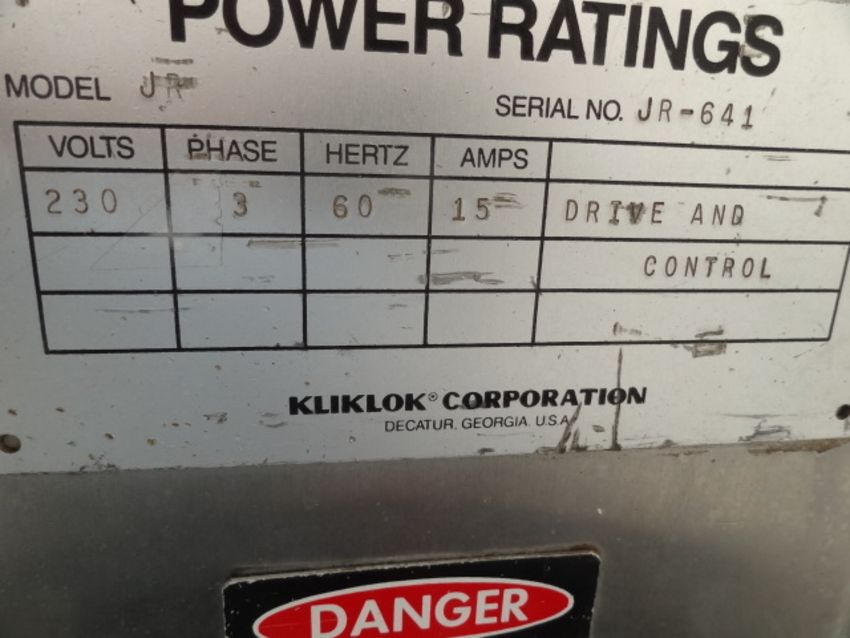 POWER RATINGS
MODEL JR
SERIAL NO. JR-641
VOLTS PHASE HERTZ AMPS
230 3 60 15 DRIVE AND
CONTROL
KLIKLOK® CORPORATION
DECATUR, GEORGIA, U.S.A.
DANGER